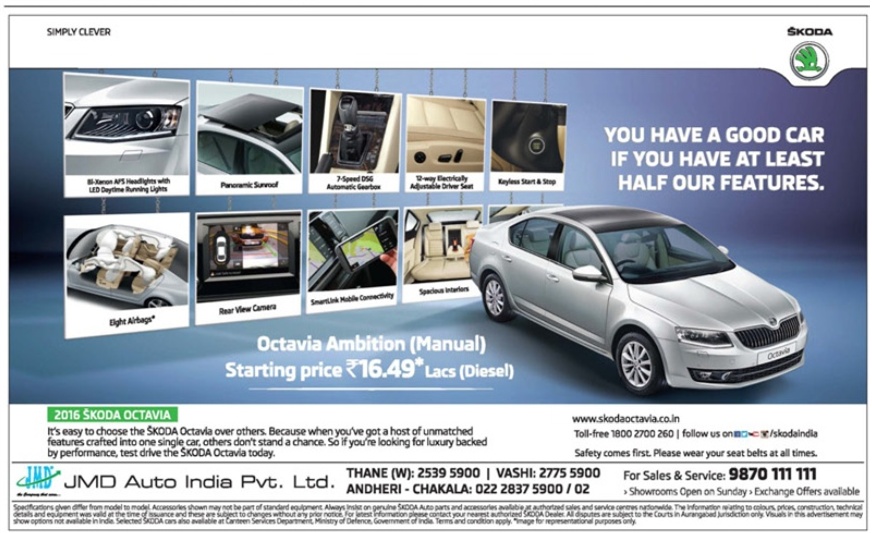 SIMPLY CLEVER
ŠKODA
YOU HAVE A GOOD CAR
IF YOU HAVE AT LEAST
HALF OUR FEATURES.
Bi-Xenon AFS Headlights with
LED Daytime Running Lights
Panoramic Sunroof
7-Speed DSG
Automatic Gearbox
12-way Electrically
Adjustable Driver Seat
Keyless Start & Stop
Eight Airbags*
Rear View Camera
SmartLink Mobile Connectivity
Spacious Interiors
Octavia
Octavia Ambition (Manual)
Starting price ₹16.49* Lacs (Diesel)
2016 ŠKODA OCTAVIA
It's easy to choose the ŠKODA Octavia over others. Because when you've got a host of unmatched
features crafted into one single car, others don't stand a chance. So if you're looking for luxury backed
by performance, test drive the ŠKODA Octavia today.
www.skodaoctavia.co.in
Toll-free 1800 2700 260 | follow us on /skodaindia
Safety comes first. Please wear your seat belts at all times.
JMD
JMD Auto India Pvt. Ltd.
THANE (W): 2539 5900 | VASHI: 2775 5900
ANDHERI - CHAKALA: 022 2837 5900 / 02
For Sales & Service: 9870 111 111
› Showrooms Open on Sunday › Exchange Offers available
Specifications given differ from model to model. Accessories shown may not be part of standard equipment. Always insist on genuine ŠKODA Auto parts and accessories available at authorized sales and service centres nationwide. The information relating to colours, prices, construction, technical
details and equipment was valid at the time of issuance and these are subject to changes without any prior notice. For latest information please contact your nearest authorized ŠKODA Dealer. All disputes are subject to the Courts in Aurangabad Jurisdiction only. Visuals in this advertisement may
show options not available in India. Selected ŠKODA cars also available at Canteen Services Department, Ministry of Defence, Government of India. Terms and condition apply. *Image for representational purposes only.